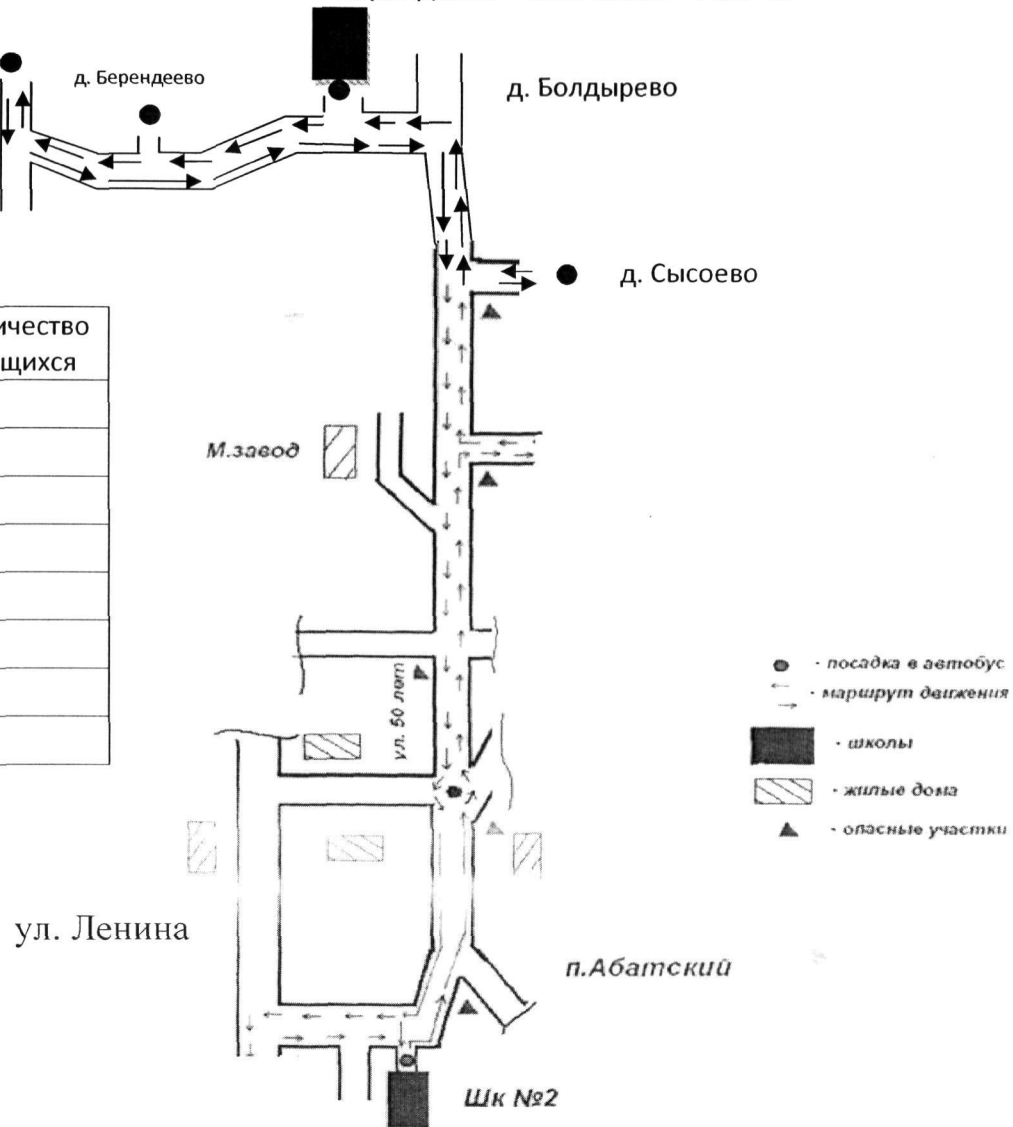 д. Берендеево
д. Болдырево
д. Сысоево
ичество
щихся
М.завод
ул. 50 лет
- посадка в автобус
- маршрут движения
- школы
- жилые дома
- опасные участки
ул. Ленина
п.Абатский
Шк №2